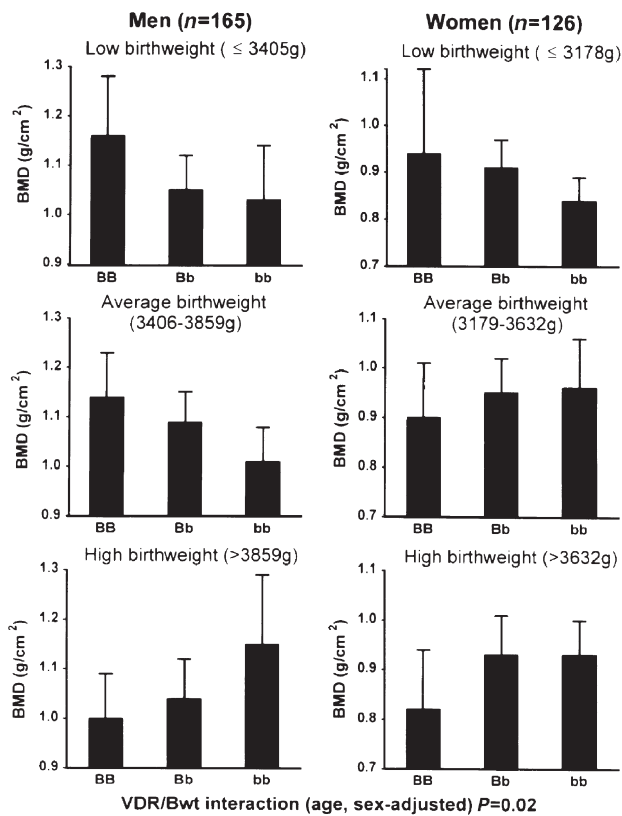 Men (n=165)
Low birthweight ( ≤ 3405g)
BMD (g/cm²)
1.3
1.2
1.1
1.0
0.9
BB Bb bb
Women (n=126)
Low birthweight ( ≤ 3178g)
BMD (g/cm²)
1.1
1.0
0.9
0.8
0.7
BB Bb bb
Average birthweight
(3406-3859g)
BMD (g/cm²)
1.3
1.2
1.1
1.0
0.9
BB Bb bb
Average birthweight
(3179-3632g)
BMD (g/cm²)
1.1
1.0
0.9
0.8
0.7
BB Bb bb
High birthweight (>3859g)
BMD (g/cm²)
1.3
1.2
1.1
1.0
0.9
BB Bb bb
High birthweight (>3632g)
BMD (g/cm²)
1.1
1.0
0.9
0.8
0.7
BB Bb bb
VDR/Bwt interaction (age, sex-adjusted) P=0.02